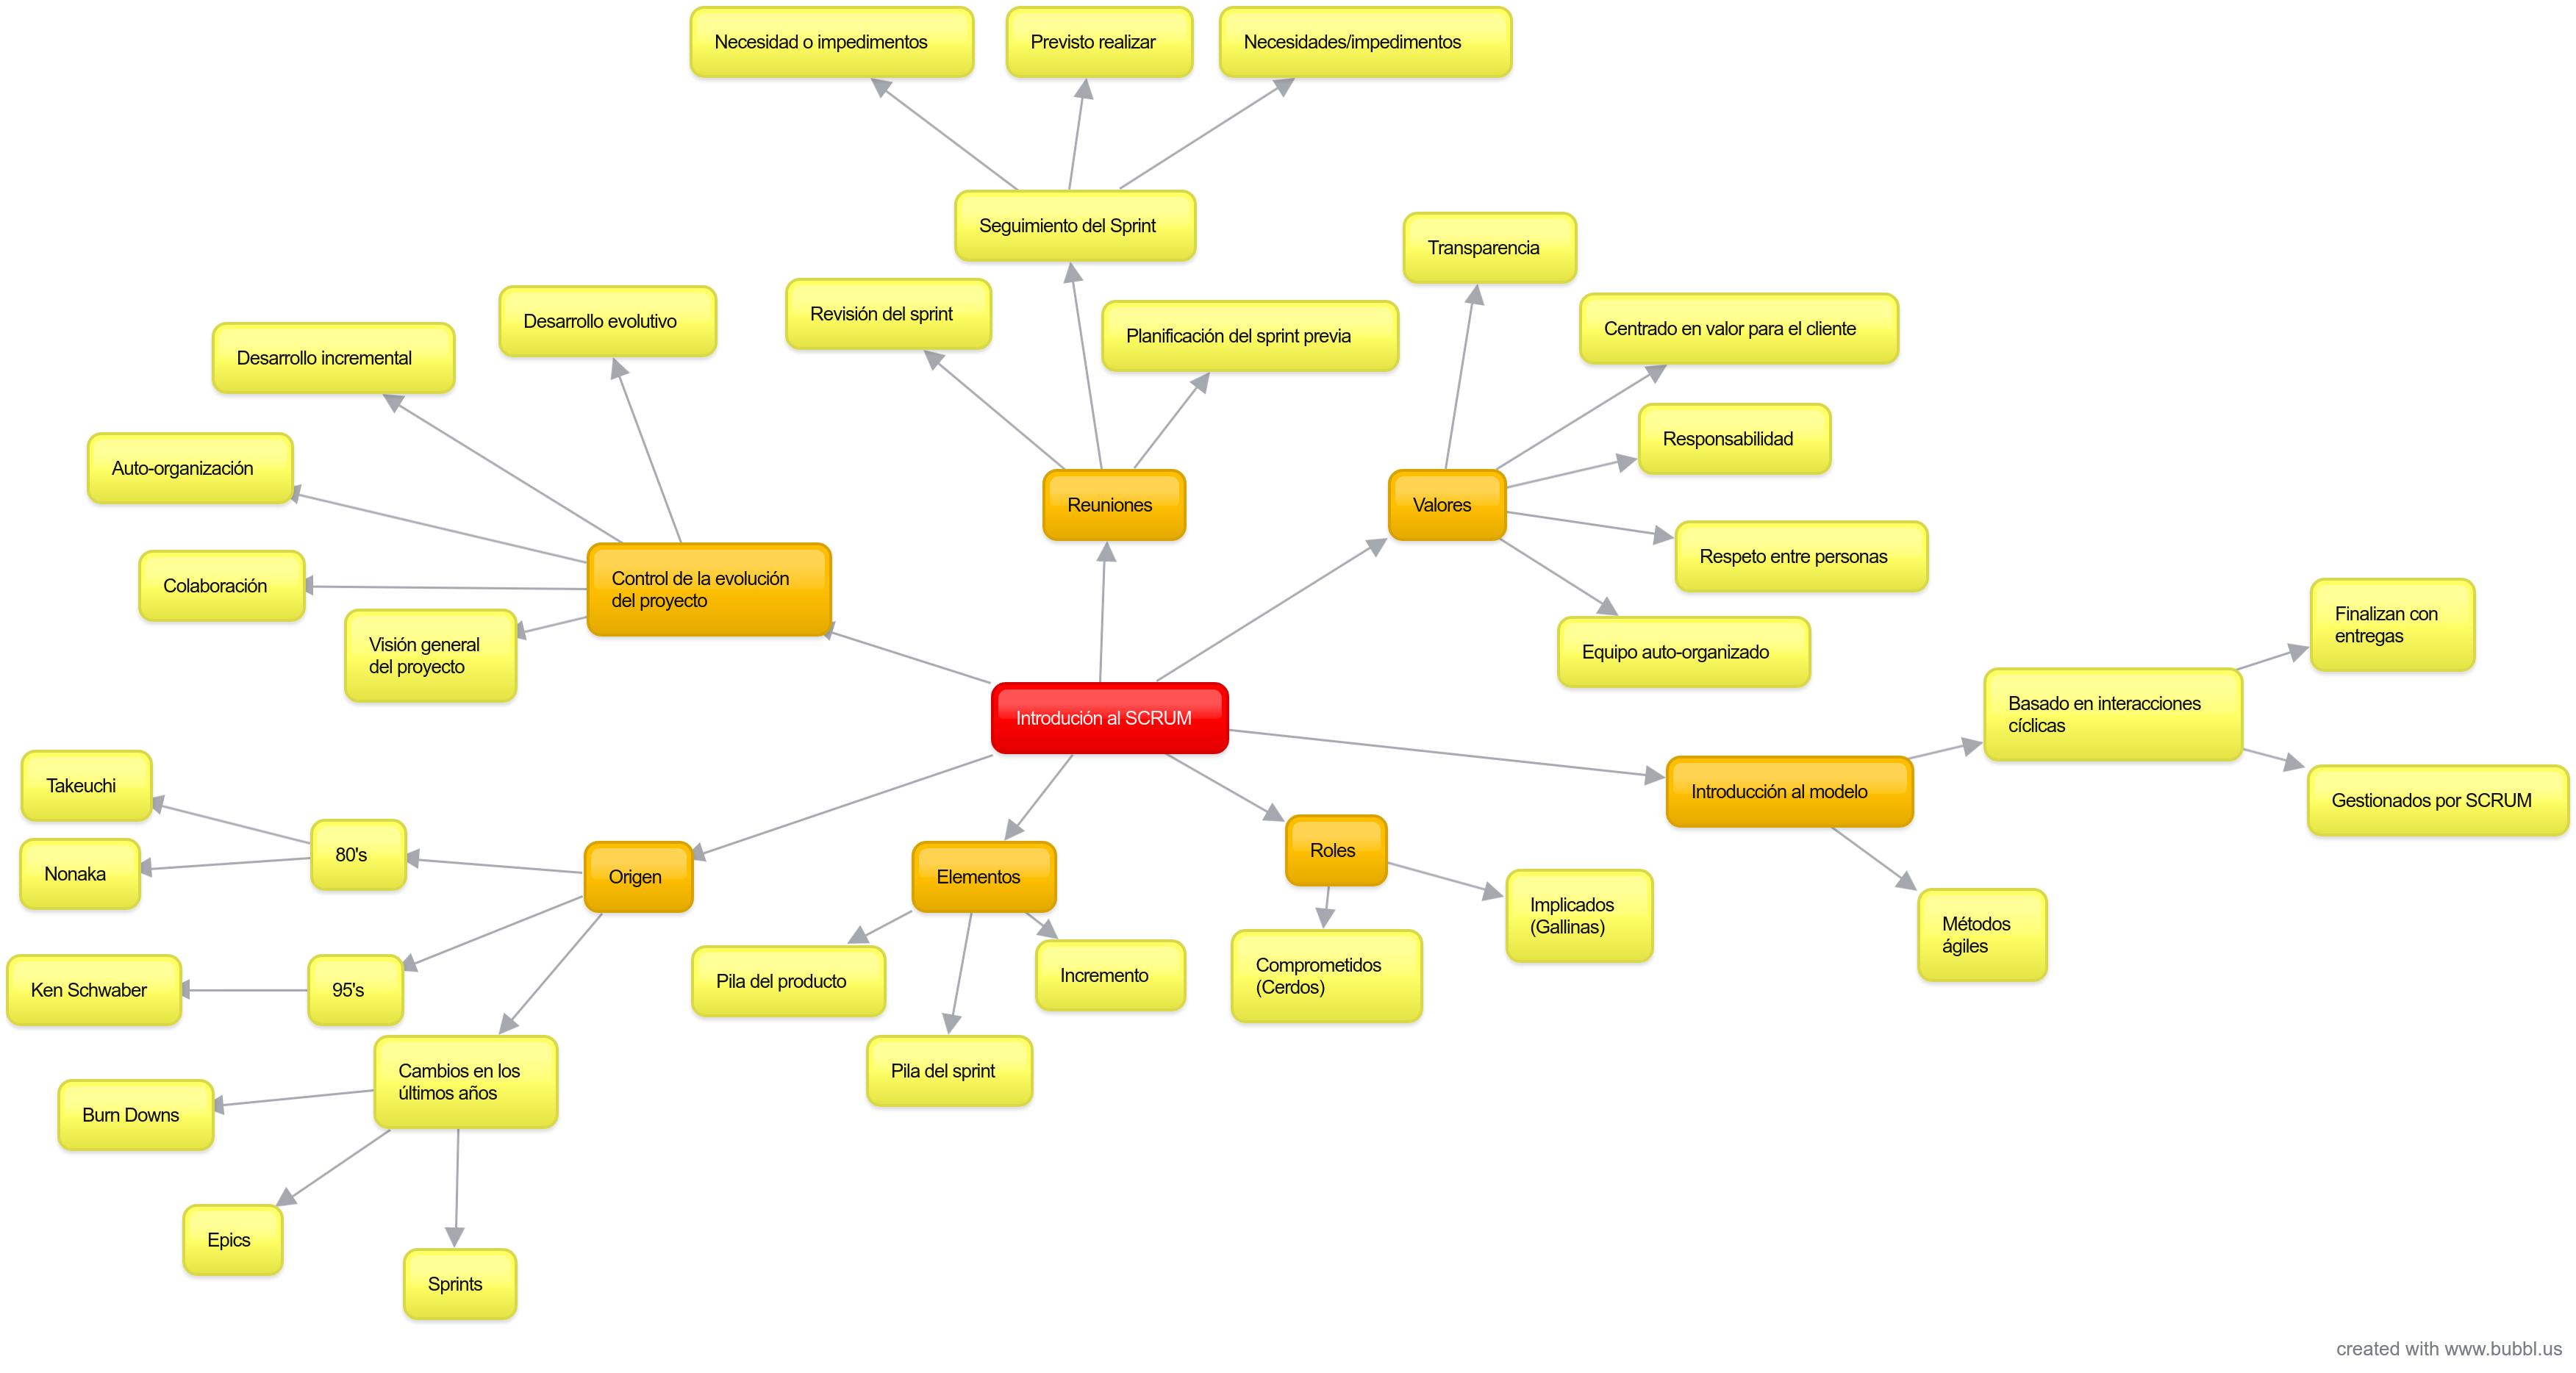 Necesidad o impedimentos
Previsto realizar
Necesidades/impedimentos
Seguimiento del Sprint
Transparencia
Revisión del sprint
Planificación del sprint previa
Centrado en valor para el cliente
Desarrollo evolutivo
Desarrollo incremental
Responsabilidad
Auto-organización
Reuniones
Valores
Respeto entre personas
Colaboración
Control de la evolución
del proyecto
Visión general
del proyecto
Equipo auto-organizado
Finalizan con
entregas
Introdución al SCRUM
Basado en interacciones
cíclicas
Takeuchi
Introducción al modelo
Gestionados por SCRUM
80's
Nonaka
Origen
Elementos
Roles
Implicados
(Gallinas)
Métodos
ágiles
Ken Schwaber
95's
Pila del producto
Incremento
Comprometidos
(Cerdos)
Cambios en los
últimos años
Pila del sprint
Burn Downs
Epics
Sprints
created with www.bubbl.us